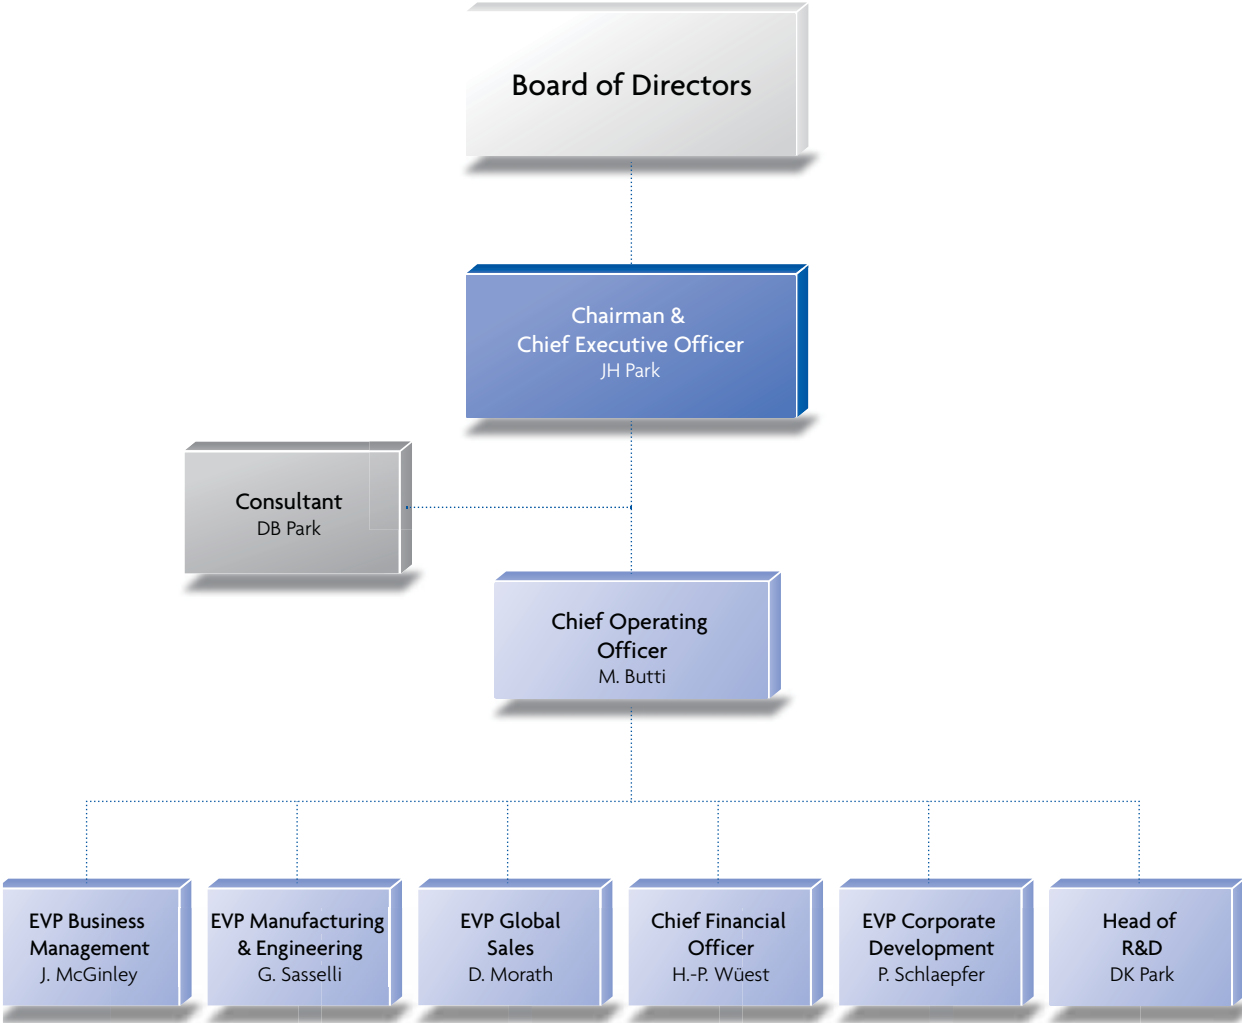 Board of Directors
Chairman &
Chief Executive Officer
JH Park
Consultant
DB Park
Chief Operating
Officer
M. Butti
EVP Business
Management
J. McGinley
EVP Manufacturing
& Engineering
G. Sasselli
EVP Global
Sales
D. Morath
Chief Financial
Officer
H.-P. Wüest
EVP Corporate
Development
P. Schlaepfer
Head of
R&D
DK Park